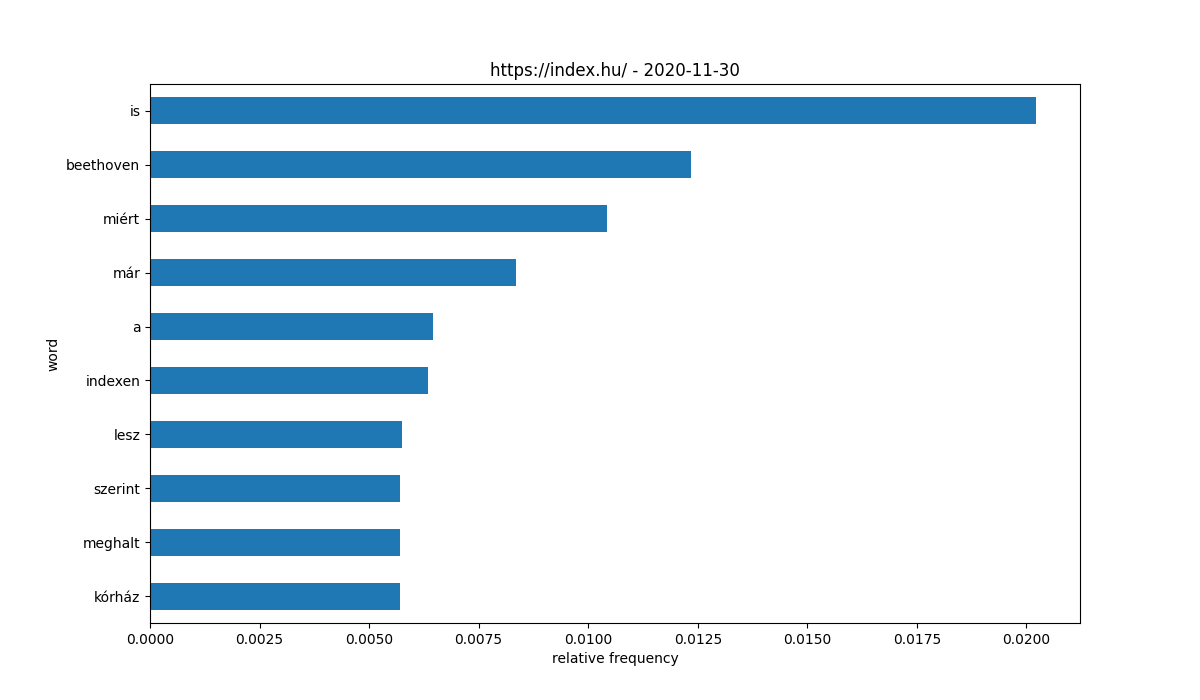 https://index.hu/ - 2020-11-30
is
beethoven
miért
már
a
indexen
lesz
szerint
meghalt
kórház
word
0.0000 0.0025 0.0050 0.0075 0.0100 0.0125 0.0150 0.0175 0.0200
relative frequency